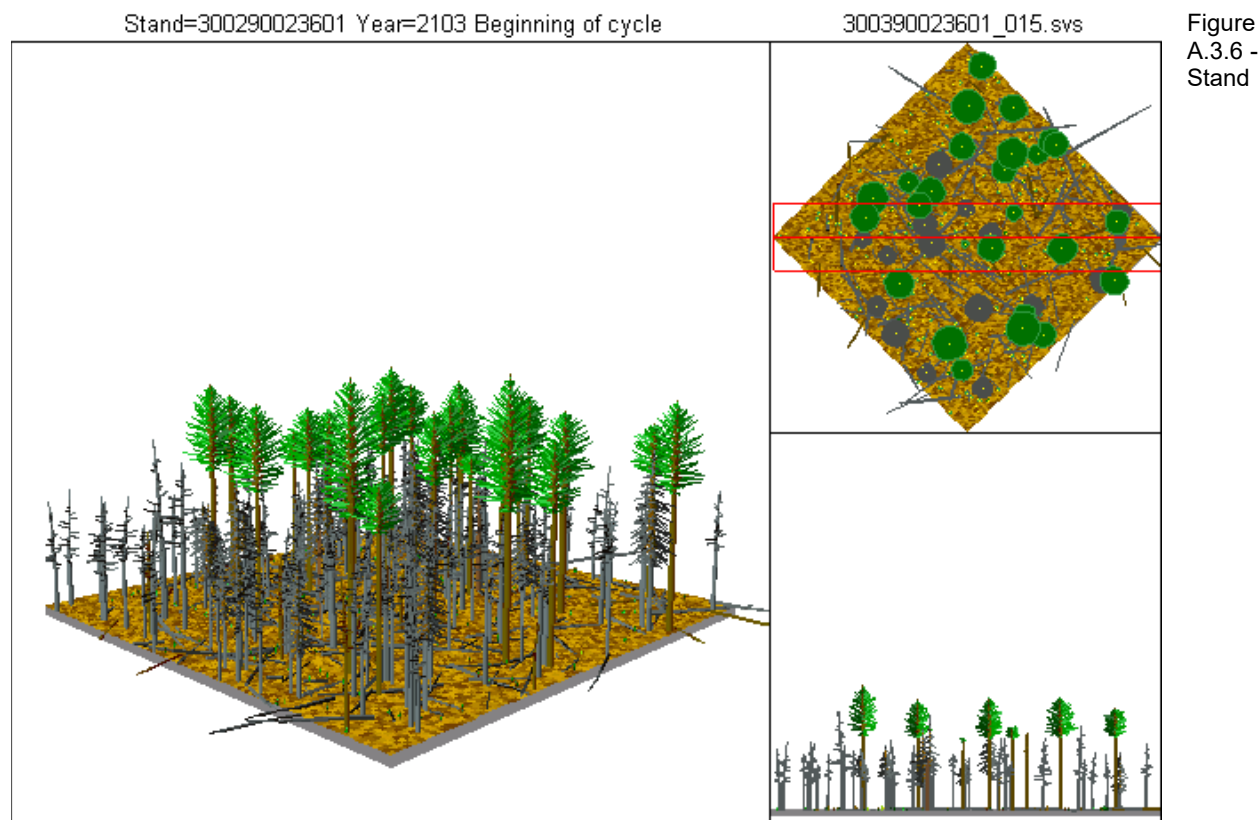 Stand=300290023601 Year=2103 Beginning of cycle
300390023601_015.svs
Figure
A.3.6 -
Stand